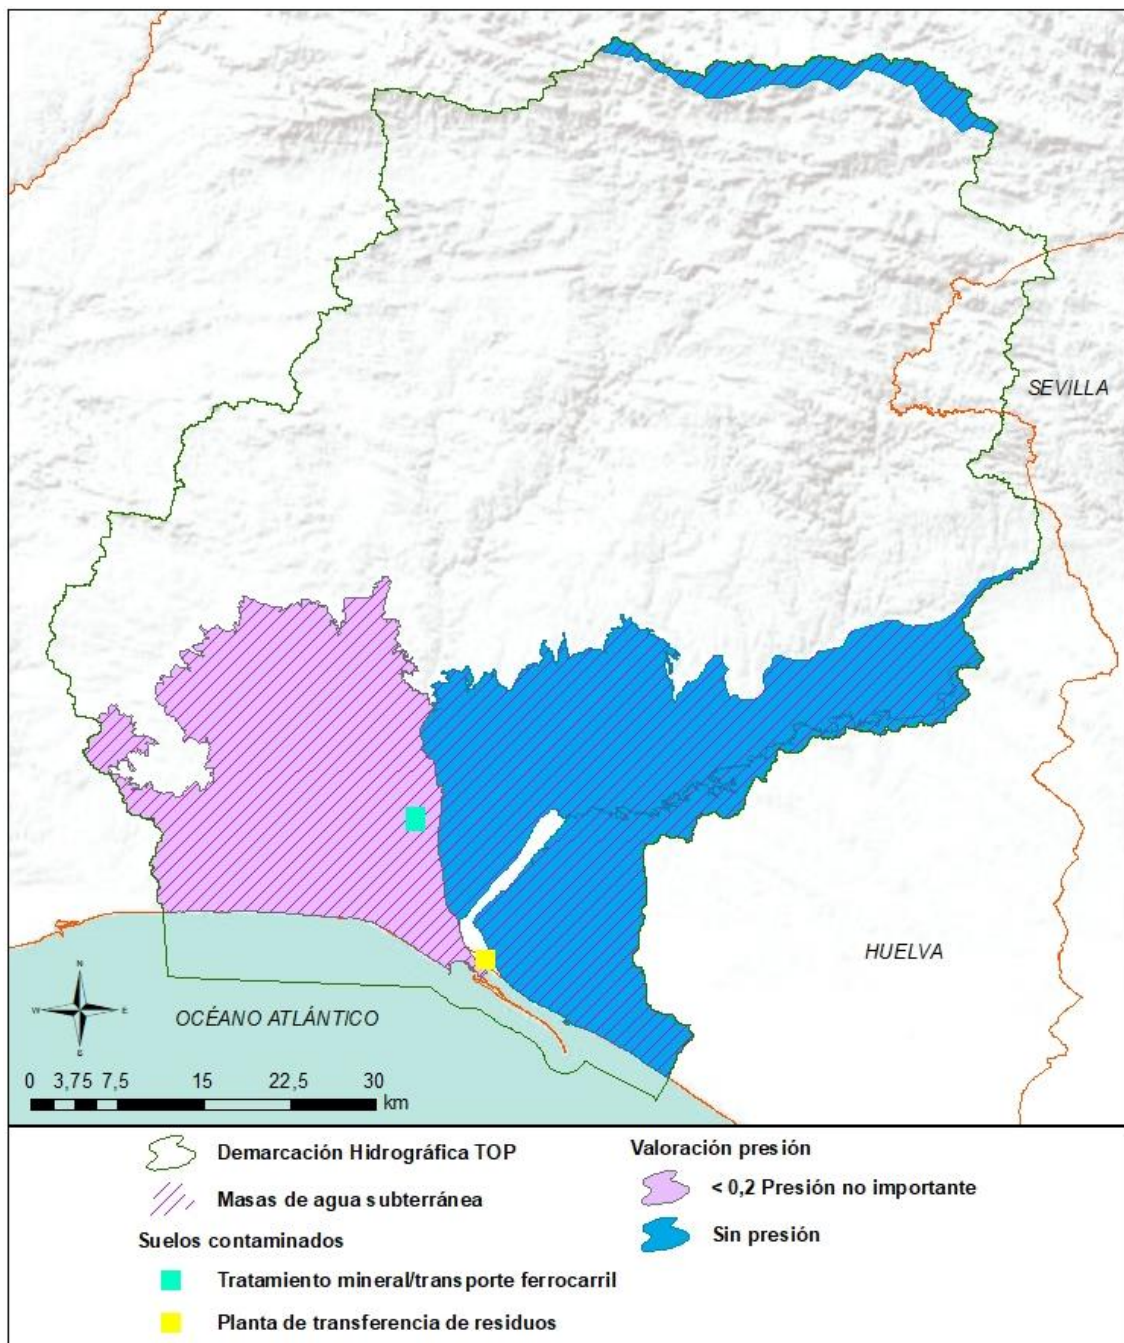 SEVILLA
HUELVA
N
W
E
S
OCÉANO ATLÁNTICO
0 3,75 7,5 15 22,5 30
km
Demarcación Hidrográfica TOP
Masas de agua subterránea
Suelos contaminados
Tratamiento mineral/transporte ferrocarril
Planta de transferencia de residuos
Valoración presión
< 0,2 Presión no importante
Sin presión